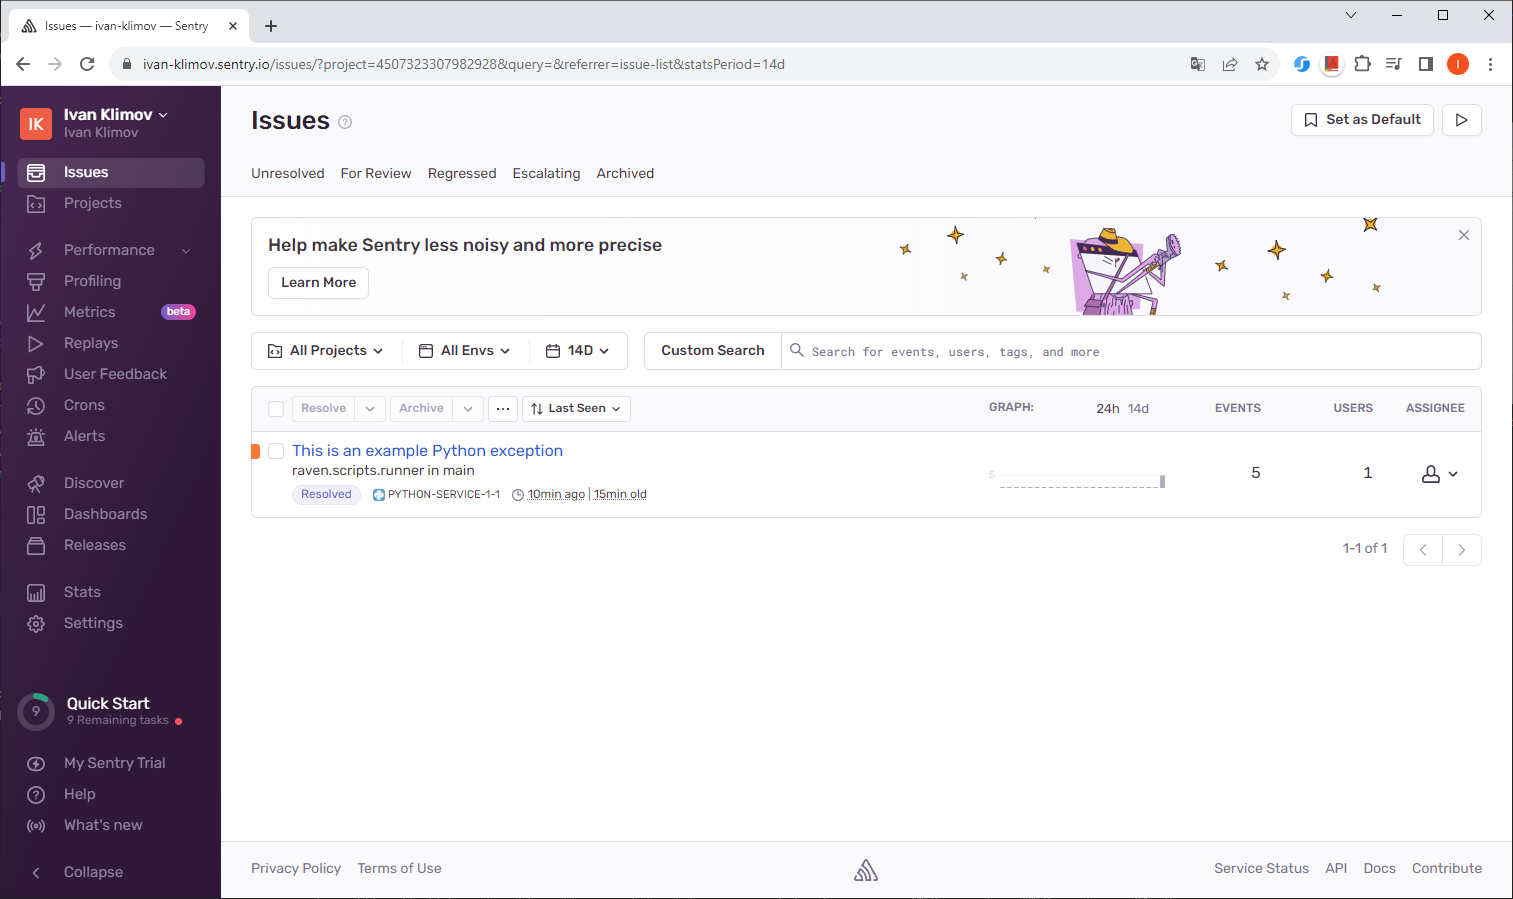 Issues — ivan-klimov — Sentry
ivan-klimov.sentry.io/issues/?project=4507323307982928&query=&referrer=issue-list&statsPeriod=14d
I
IK
Ivan Klimov
Ivan Klimov
Issues
Projects
Performance
Profiling
Metrics beta
Replays
User Feedback
Crons
Alerts
Discover
Dashboards
Releases
Stats
Settings
9
Quick Start
9 Remaining tasks
My Sentry Trial
Help
What's new
Collapse
Issues
Set as Default
Unresolved For Review Regressed Escalating Archived
Help make Sentry less noisy and more precise
Learn More
All Projects All Envs 14D Custom Search Search for events, users, tags, and more
Resolve Archive ... Last Seen GRAPH: 24h 14d EVENTS USERS ASSIGNEE
This is an example Python exception
raven.scripts.runner in main
Resolved PYTHON-SERVICE-1-1 10min ago | 15min old
5
5 1
1-1 of 1
Privacy Policy Terms of Use Service Status API Docs Contribute